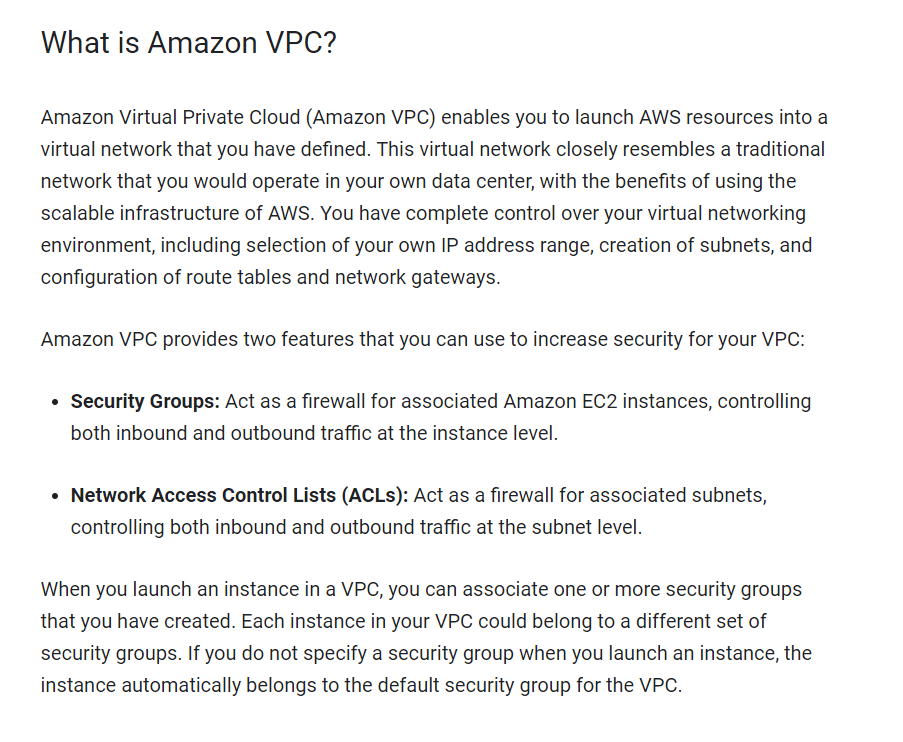 What is Amazon VPC?
Amazon Virtual Private Cloud (Amazon VPC) enables you to launch AWS resources into a
virtual network that you have defined. This virtual network closely resembles a traditional
network that you would operate in your own data center, with the benefits of using the
scalable infrastructure of AWS. You have complete control over your virtual networking
environment, including selection of your own IP address range, creation of subnets, and
configuration of route tables and network gateways.
Amazon VPC provides two features that you can use to increase security for your VPC:
• Security Groups: Act as a firewall for associated Amazon EC2 instances, controlling
both inbound and outbound traffic at the instance level.
• Network Access Control Lists (ACLs): Act as a firewall for associated subnets,
controlling both inbound and outbound traffic at the subnet level.
When you launch an instance in a VPC, you can associate one or more security groups
that you have created. Each instance in your VPC could belong to a different set of
security groups. If you do not specify a security group when you launch an instance, the
instance automatically belongs to the default security group for the VPC.